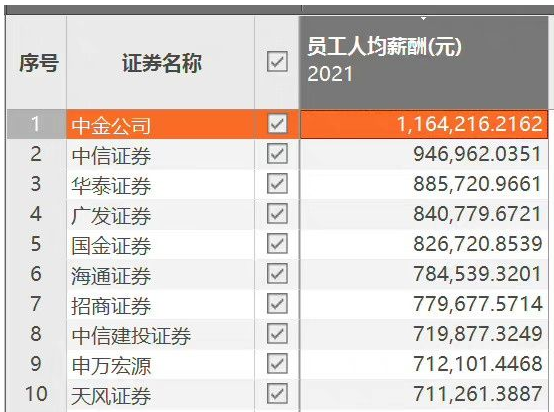 序号 证券名称 员工人均薪酬(元)
2021
1 中金公司 1,164,216.2162
2 中信证券 946,962.0351
3 华泰证券 885,720.9661
4 广发证券 840,779.6721
5 国金证券 826,720.8539
6 海通证券 784,539.3201
7 招商证券 779,677.5714
8 中信建投证券 719,877.3249
9 申万宏源 712,101.4468
10 天风证券 711,261.3887